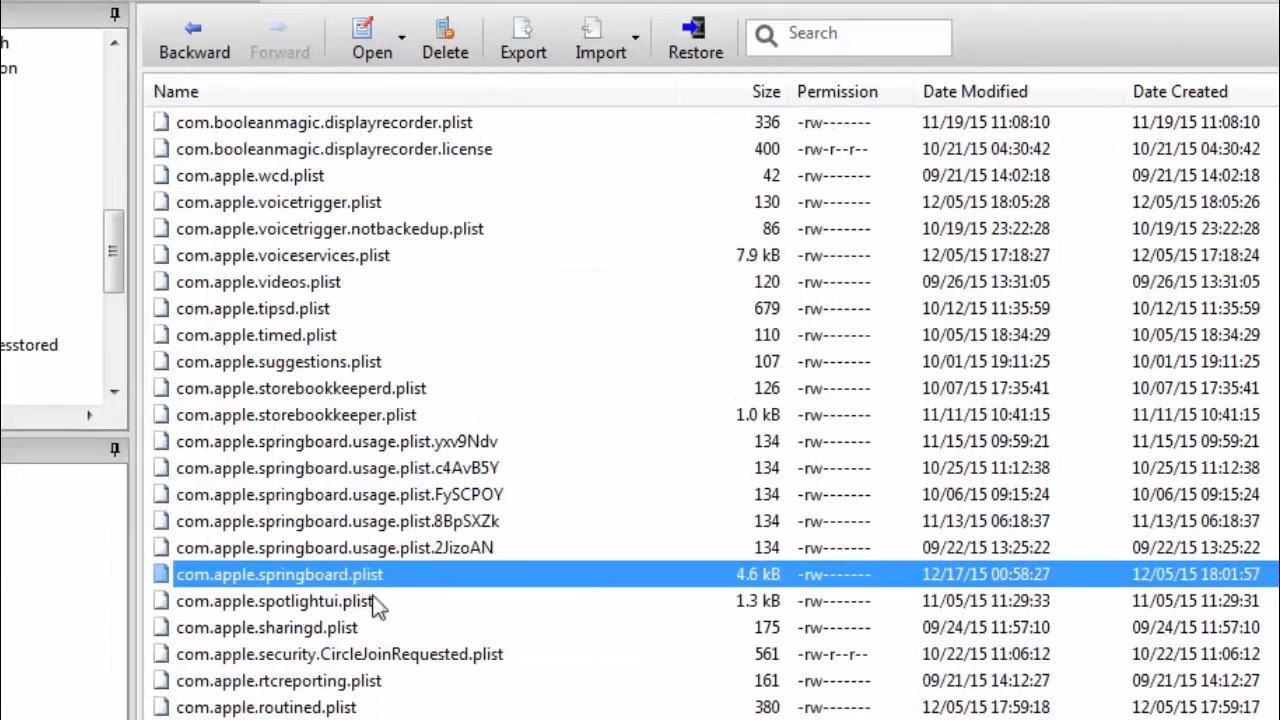 h
on
esstored
Backward Forward Open Delete Export Import Restore Search
Name Size Permission Date Modified Date Created
com.booleanmagic.displayrecorder.plist 336 -rw------- 11/19/15 11:08:10 11/19/15 11:08:10
com.booleanmagic.displayrecorder.license 400 -rw-r--r-- 10/21/15 04:30:42 10/21/15 04:30:42
com.apple.wcd.plist 42 -rw------- 09/21/15 14:02:18 09/21/15 14:02:18
com.apple.voicetrigger.plist 130 -rw------- 12/05/15 18:05:28 12/05/15 18:05:26
com.apple.voicetrigger.notbackedup.plist 86 -rw------- 10/19/15 23:22:28 10/19/15 23:22:28
com.apple.voiceservices.plist 7.9 kB -rw------- 12/05/15 17:18:27 12/05/15 17:18:24
com.apple.videos.plist 120 -rw------- 09/26/15 13:31:05 09/26/15 13:31:05
com.apple.tipsd.plist 679 -rw------- 10/12/15 11:35:59 10/12/15 11:35:59
com.apple.timed.plist 110 -rw------- 10/05/15 18:34:29 10/05/15 18:34:29
com.apple.suggestions.plist 107 -rw------- 10/01/15 19:11:25 10/01/15 19:11:25
com.apple.storebookkeeperd.plist 126 -rw------- 10/07/15 17:35:41 10/07/15 17:35:41
com.apple.storebookkeeper.plist 1.0 kB -rw------- 11/11/15 10:41:15 11/11/15 10:41:15
com.apple.springboard.usage.plist.yxv9Ndv 134 -rw------- 11/15/15 09:59:21 11/15/15 09:59:21
com.apple.springboard.usage.plist.c4AvB5Y 134 -rw------- 10/25/15 11:12:38 10/25/15 11:12:38
com.apple.springboard.usage.plist.FySCPOY 134 -rw------- 10/06/15 09:15:24 10/06/15 09:15:24
com.apple.springboard.usage.plist.8BpSXZk 134 -rw------- 11/13/15 06:18:37 11/13/15 06:18:37
com.apple.springboard.usage.plist.2JizoAN 134 -rw------- 09/22/15 13:25:22 09/22/15 13:25:22
com.apple.springboard.plist 4.6 kB -rw------- 12/17/15 00:58:27 12/05/15 18:01:57
com.apple.spotlightui.plist 1.3 kB -rw------- 11/05/15 11:29:33 11/05/15 11:29:31
com.apple.sharingd.plist 175 -rw------- 09/24/15 11:57:10 09/24/15 11:57:10
com.apple.security.CircleJoinRequested.plist 561 -rw-r--r-- 10/22/15 11:06:12 10/22/15 11:06:12
com.apple.rtcreporting.plist 161 -rw------- 09/21/15 14:12:27 09/21/15 14:12:27
com.apple.routined.plist 380 -rw------- 12/05/15 17:59:18 12/05/15 17:59:17